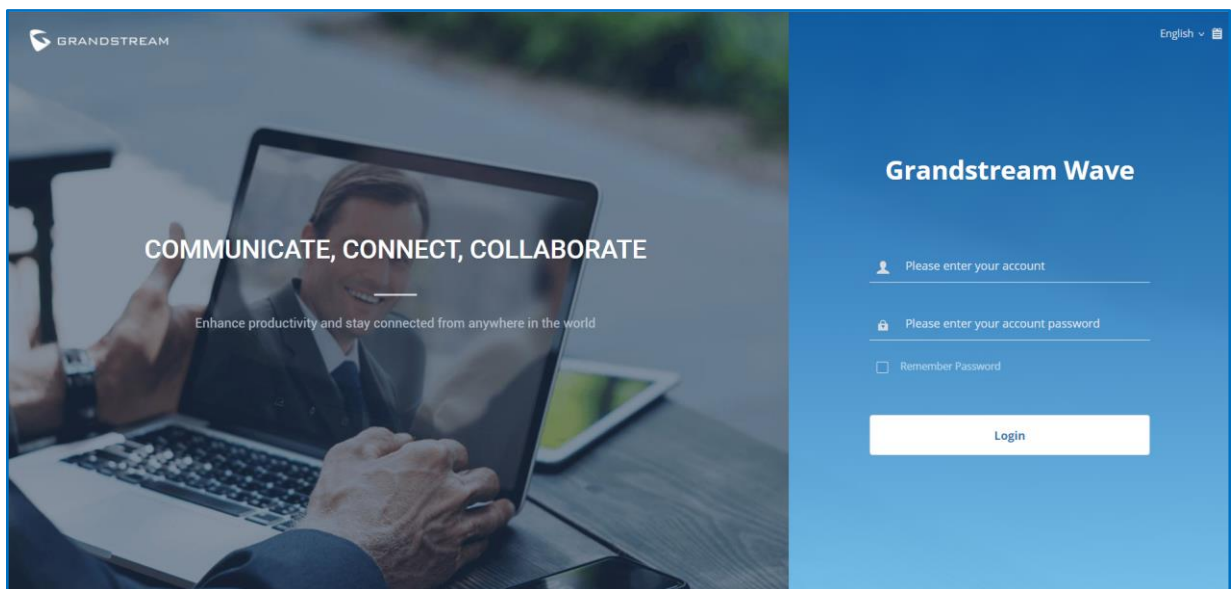 GRANDSTREAM
English
COMMUNICATE, CONNECT, COLLABORATE
Enhance productivity and stay connected from anywhere in the world
Grandstream Wave
Please enter your account
Please enter your account password
Remember Password
Login